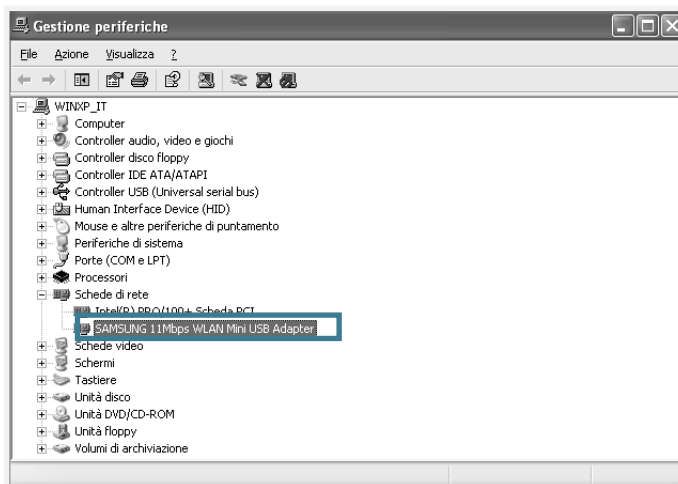 Gestione periferiche
File Azione Visualizza ?
WINXP_IT
Computer
Controller audio, video e giochi
Controller disco floppy
Controller IDE ATA/ATAPI
Controller USB (Universal serial bus)
Human Interface Device (HID)
Mouse e altre periferiche di puntamento
Periferiche di sistema
Porte (COM e LPT)
Processori
Schede di rete
Intel(R) PRO/100+ Scheda PCI
SAMSUNG 11Mbps WLAN Mini USB Adapter
Schede video
Schermi
Tastiere
Unità disco
Unità DVD/CD-ROM
Unità floppy
Volumi di archiviazione